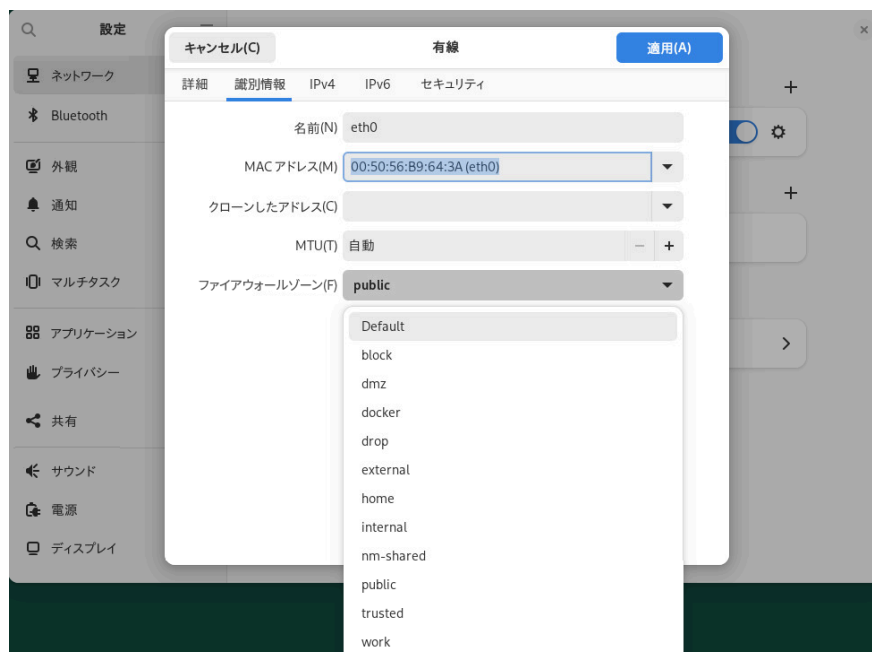 設定
ネットワーク
Bluetooth
外観
通知
検索
マルチタスク
アプリケーション
プライバシー
共有
サウンド
電源
ディスプレイ
キャンセル(C)
有線
適用(A)
詳細 識別情報 IPv4 IPv6 セキュリティ
名前(N) eth0
MAC アドレス(M) 00:50:56:B9:64:3A (eth0)
クローンしたアドレス(C)
MTU(T) 自動
ファイアウォールゾーン(F) public
Default
block
dmz
docker
drop
external
home
internal
nm-shared
public
trusted
work